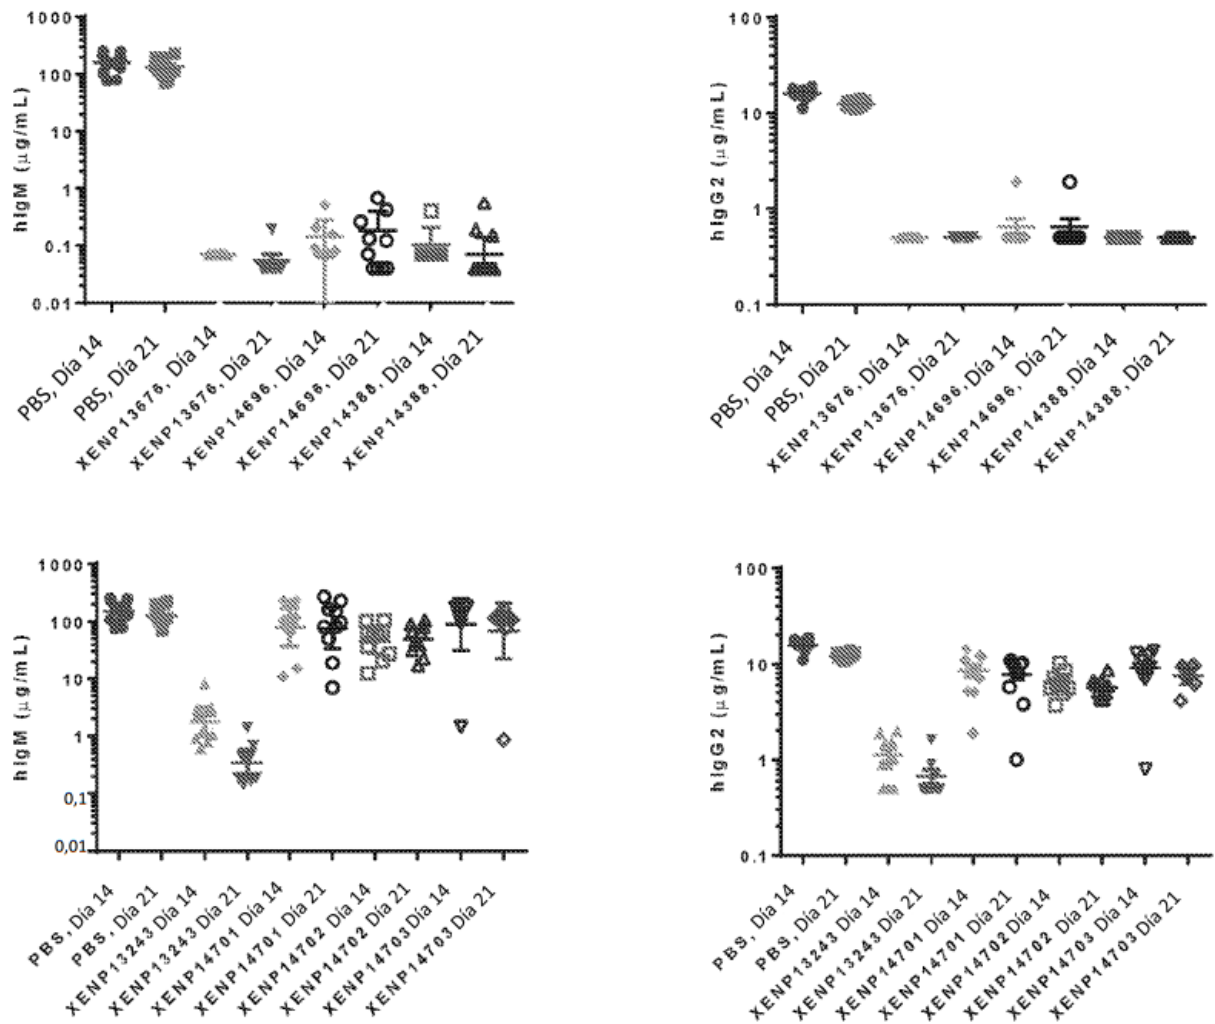 hIgM (µg/mL)
1000
100
10
1
0.1
0.01
PBS, Día 14
PBS, Día 21
XENP13676, Día 14
XENP13676, Día 21
XENP14696, Día 14
XENP14696, Día 21
XENP14388, Día 14
XENP14388, Día 21
hIgG2 (µg/mL)
100
10
1
0.1
PBS, Día 14
PBS, Día 21
XENP13676, Día 14
XENP13676, Día 21
XENP14696, Día 14
XENP14696, Día 21
XENP14388, Día 14
XENP14388, Día 21
hIgM (µg/mL)
1000
100
10
1
0,1
0,01
PBS, Día 14
PBS, Día 21
XENP13243 Día 14
XENP13243 Día 21
XENP14701 Día 14
XENP14701 Día 21
XENP14702 Día 14
XENP14702 Día 21
XENP14703 Día 14
XENP14703 Día 21
hIgG2 (µg/mL)
100
10
1
0.1
PBS, Día 14
PBS, Día 21
XENP13243 Día 14
XENP13243 Día 21
XENP14701 Día 14
XENP14701 Día 21
XENP14702 Día 14
XENP14702 Día 21
XENP14703 Día 14
XENP14703 Día 21